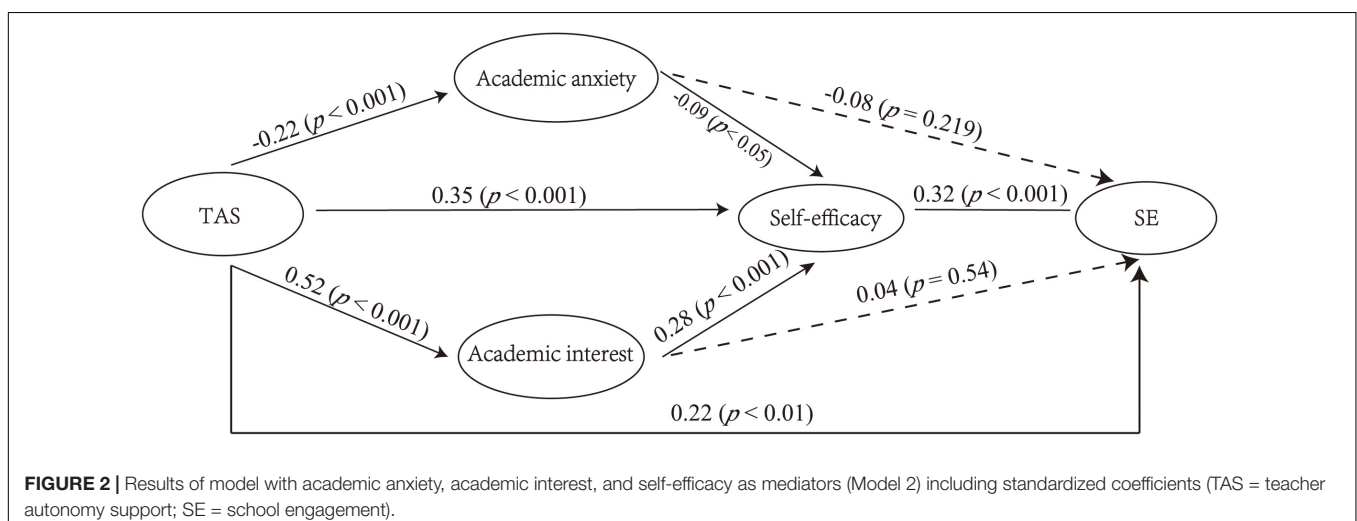 Academic anxiety
-0.22 (p < 0.001)
-0.09 (p < 0.05)
-0.08 (p = 0.219)
TAS
0.35 (p < 0.001)
Self-efficacy
0.32 (p < 0.001)
SE
0.52 (p < 0.001)
0.28 (p < 0.001)
0.04 (p = 0.54)
Academic interest
0.22 (p < 0.01)
FIGURE 2 | Results of model with academic anxiety, academic interest, and self-efficacy as mediators (Model 2) including standardized coefficients (TAS = teacher
autonomy support; SE = school engagement).